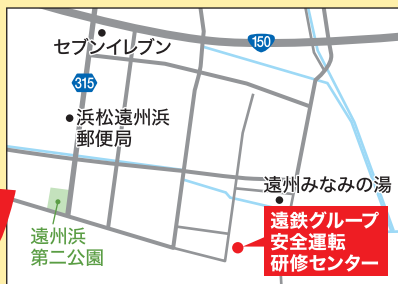 150
セブンイレブン
315
浜松遠州浜
郵便局
遠州みなみの湯
遠鉄グループ
安全運転
研修センター
遠州浜
第二公園